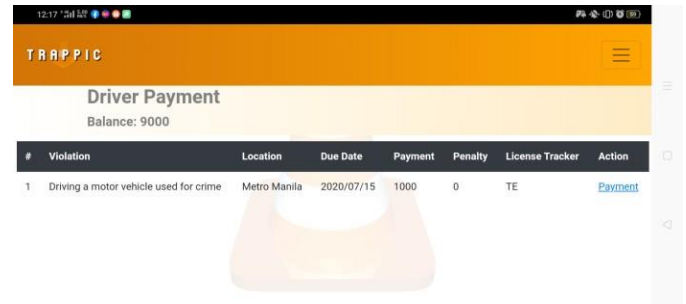 12:17
TRAPPIC
Driver Payment
Balance: 9000
# Violation Location Due Date Payment Penalty License Tracker Action
1 Driving a motor vehicle used for crime Metro Manila 2020/07/15 1000 0 TE Payment